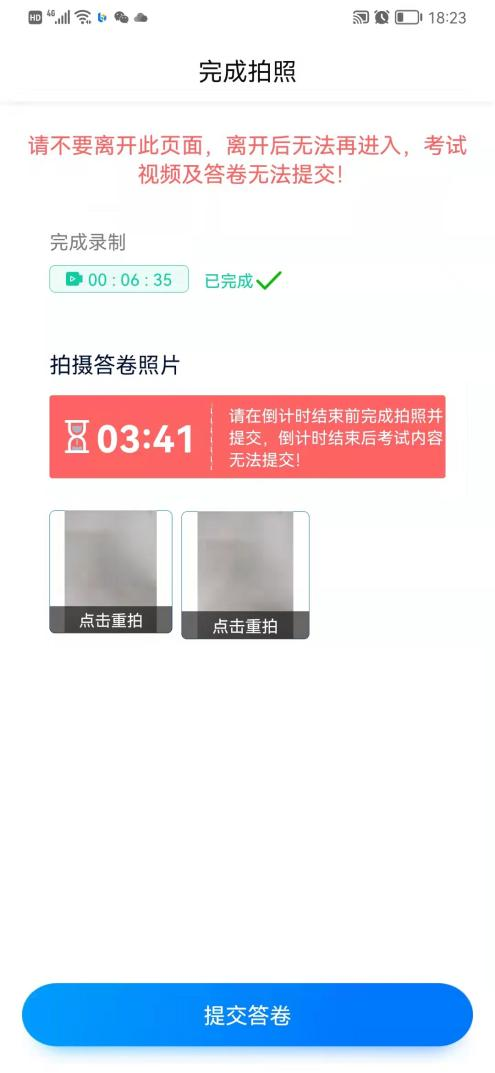 HD 4G 18:23
完成拍照
请不要离开此页面，离开后无法再进入，考试
视频及答卷无法提交！
完成录制
00:06:35 已完成
拍摄答卷照片
03:41
请在倒计时结束前完成拍照并
提交，倒计时结束后考试内容
无法提交！
点击重拍 点击重拍
提交答卷